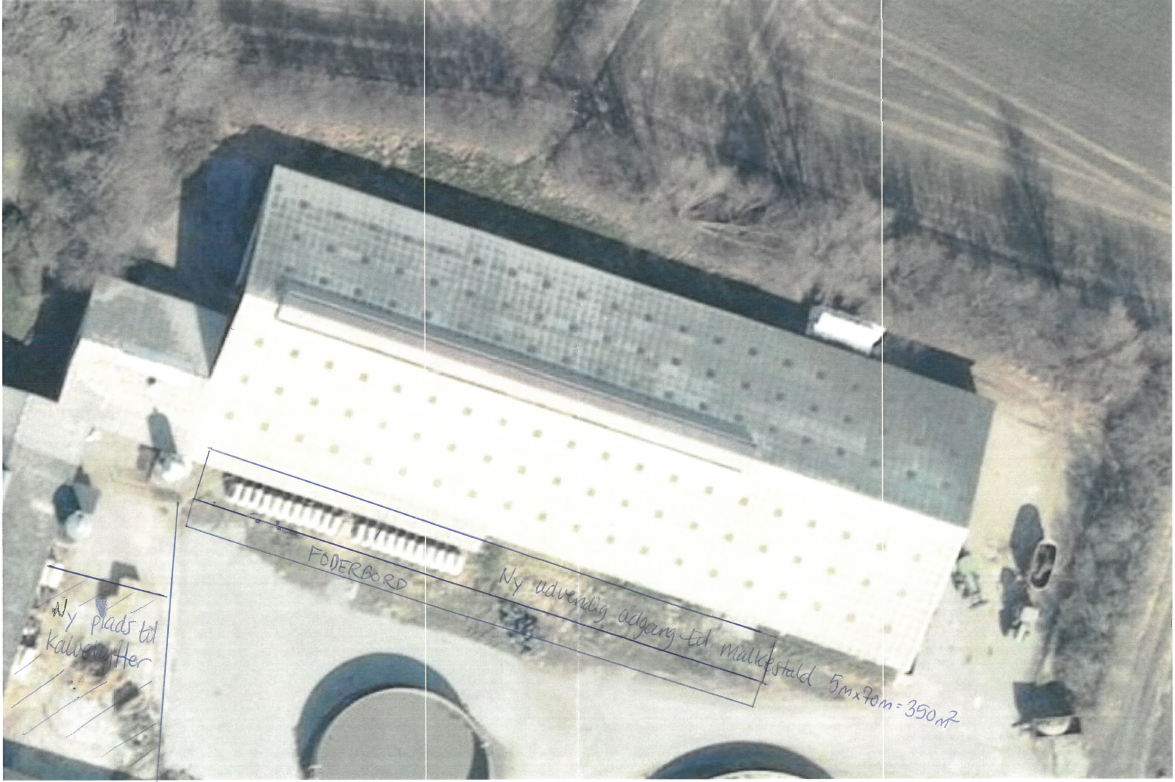 FODERBORD
Ny udvendig adgang til malkestald 5m x 70m = 350m²
Ny plads til
kalvehytter